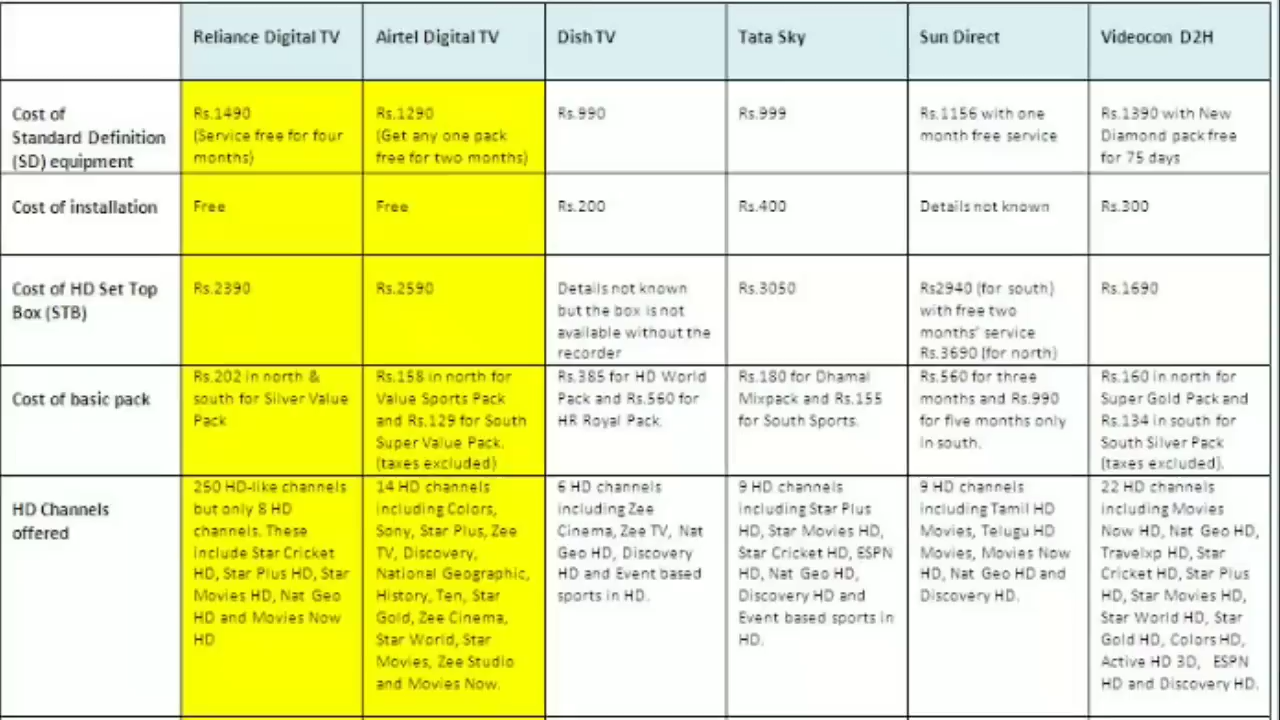 Reliance Digital TV
Airtel Digital TV
Dish TV
Tata Sky
Sun Direct
Videocon D2H
Cost of
Standard Definition
(SD) equipment
Rs.1490
(Service free for four
months)
Rs.1290
(Get any one pack
free for two months)
Rs.990
Rs.999
Rs.1156 with one
month free service
Rs.1390 with New
Diamond pack free
for 75 days
Cost of installation
Free
Free
Rs.200
Rs.400
Details not known
Rs.300
Cost of HD Set Top
Box (STB)
Rs.2390
Rs.2590
Details not known
but the box is not
available without the
recorder
Rs.3050
Rs2940 (for south)
with free two
months' service
Rs.3690 (for north)
Rs.1690
Cost of basic pack
Rs.202 in north &
south for Silver Value
Pack
Rs.158 in north for
Value Sports Pack
and Rs.129 for South
Super Value Pack.
(taxes excluded)
Rs.385 for HD World
Pack and Rs.560 for
HR Royal Pack.
Rs.180 for Dhamal
Mixpack and Rs.155
for South Sports.
Rs.560 for three
months and Rs.990
for five months only
in south.
Rs.160 in north for
Super Gold Pack and
Rs.134 in south for
South Silver Pack
(taxes excluded).
HD Channels
offered
250 HD-like channels
but only 8 HD
channels. These
include Star Cricket
HD, Star Plus HD, Star
Movies HD, Nat Geo
HD and Movies Now
HD
14 HD channels
including Colors,
Sony, Star Plus, Zee
TV, Discovery,
National Geographic,
History, Ten, Star
Gold, Zee Cinema,
Star World, Star
Movies, Zee Studio
and Movies Now.
6 HD channels
including Zee
Cinema, Zee TV, Nat
Geo HD, Discovery
HD and Event based
sports in HD.
9 HD channels
including Star Plus
HD, Star Movies HD,
Star Cricket HD, ESPN
HD, Nat Geo HD,
Discovery HD and
Event based sports in
HD.
9 HD channels
including Tamil HD
Movies, Telugu HD
Movies, Movies Now
HD, Nat Geo HD and
Discovery HD.
22 HD channels
including Movies
Now HD, Nat Geo HD,
Travelxp HD, Star
Cricket HD, Star Plus
HD, Star Movies HD,
Star World HD, Star
Gold HD, Colors HD,
Active HD 3D, ESPN
HD and Discovery HD.